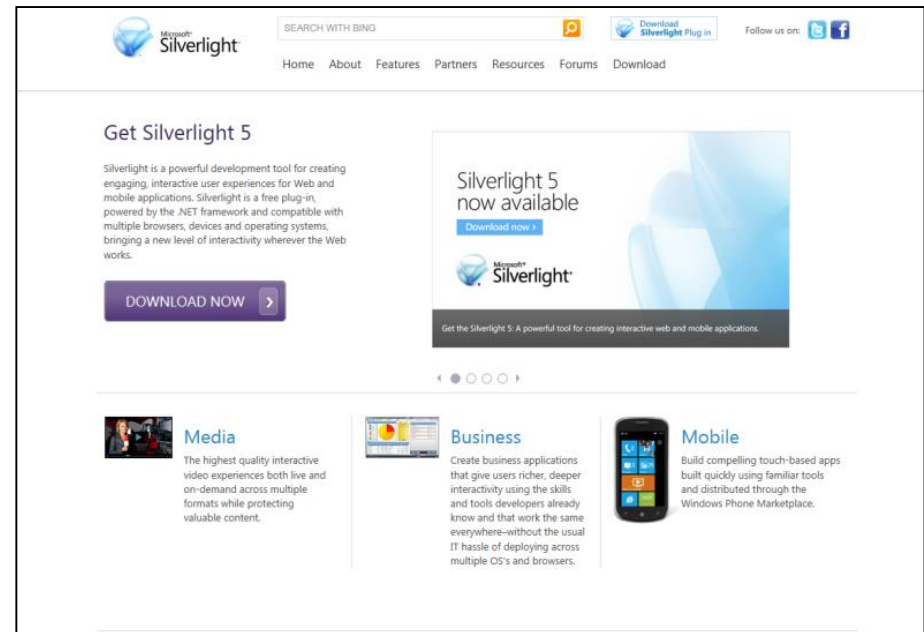 Microsoft®
Silverlight™
SEARCH WITH BING
Download
Silverlight Plug in
Follow us on:
Home About Features Partners Resources Forums Download
Get Silverlight 5
Silverlight is a powerful development tool for creating
engaging, interactive user experiences for Web and
mobile applications. Silverlight is a free plug-in,
powered by the .NET framework and compatible with
multiple browsers, devices and operating systems,
bringing a new level of interactivity wherever the Web
works.
DOWNLOAD NOW
Silverlight 5
now available
Download now ›
Microsoft®
Silverlight™
Get the Silverlight 5: A powerful tool for creating interactive web and mobile applications.
Media
The highest quality interactive
video experiences both live and
on-demand across multiple
formats while protecting
valuable content.
Business
Create business applications
that give users richer, deeper
interactivity using the skills
and tools developers already
know and that work the same
everywhere–without the usual
IT hassle of deploying across
multiple OS's and browsers.
Mobile
Build compelling touch-based apps
built quickly using familiar tools
and distributed through the
Windows Phone Marketplace.